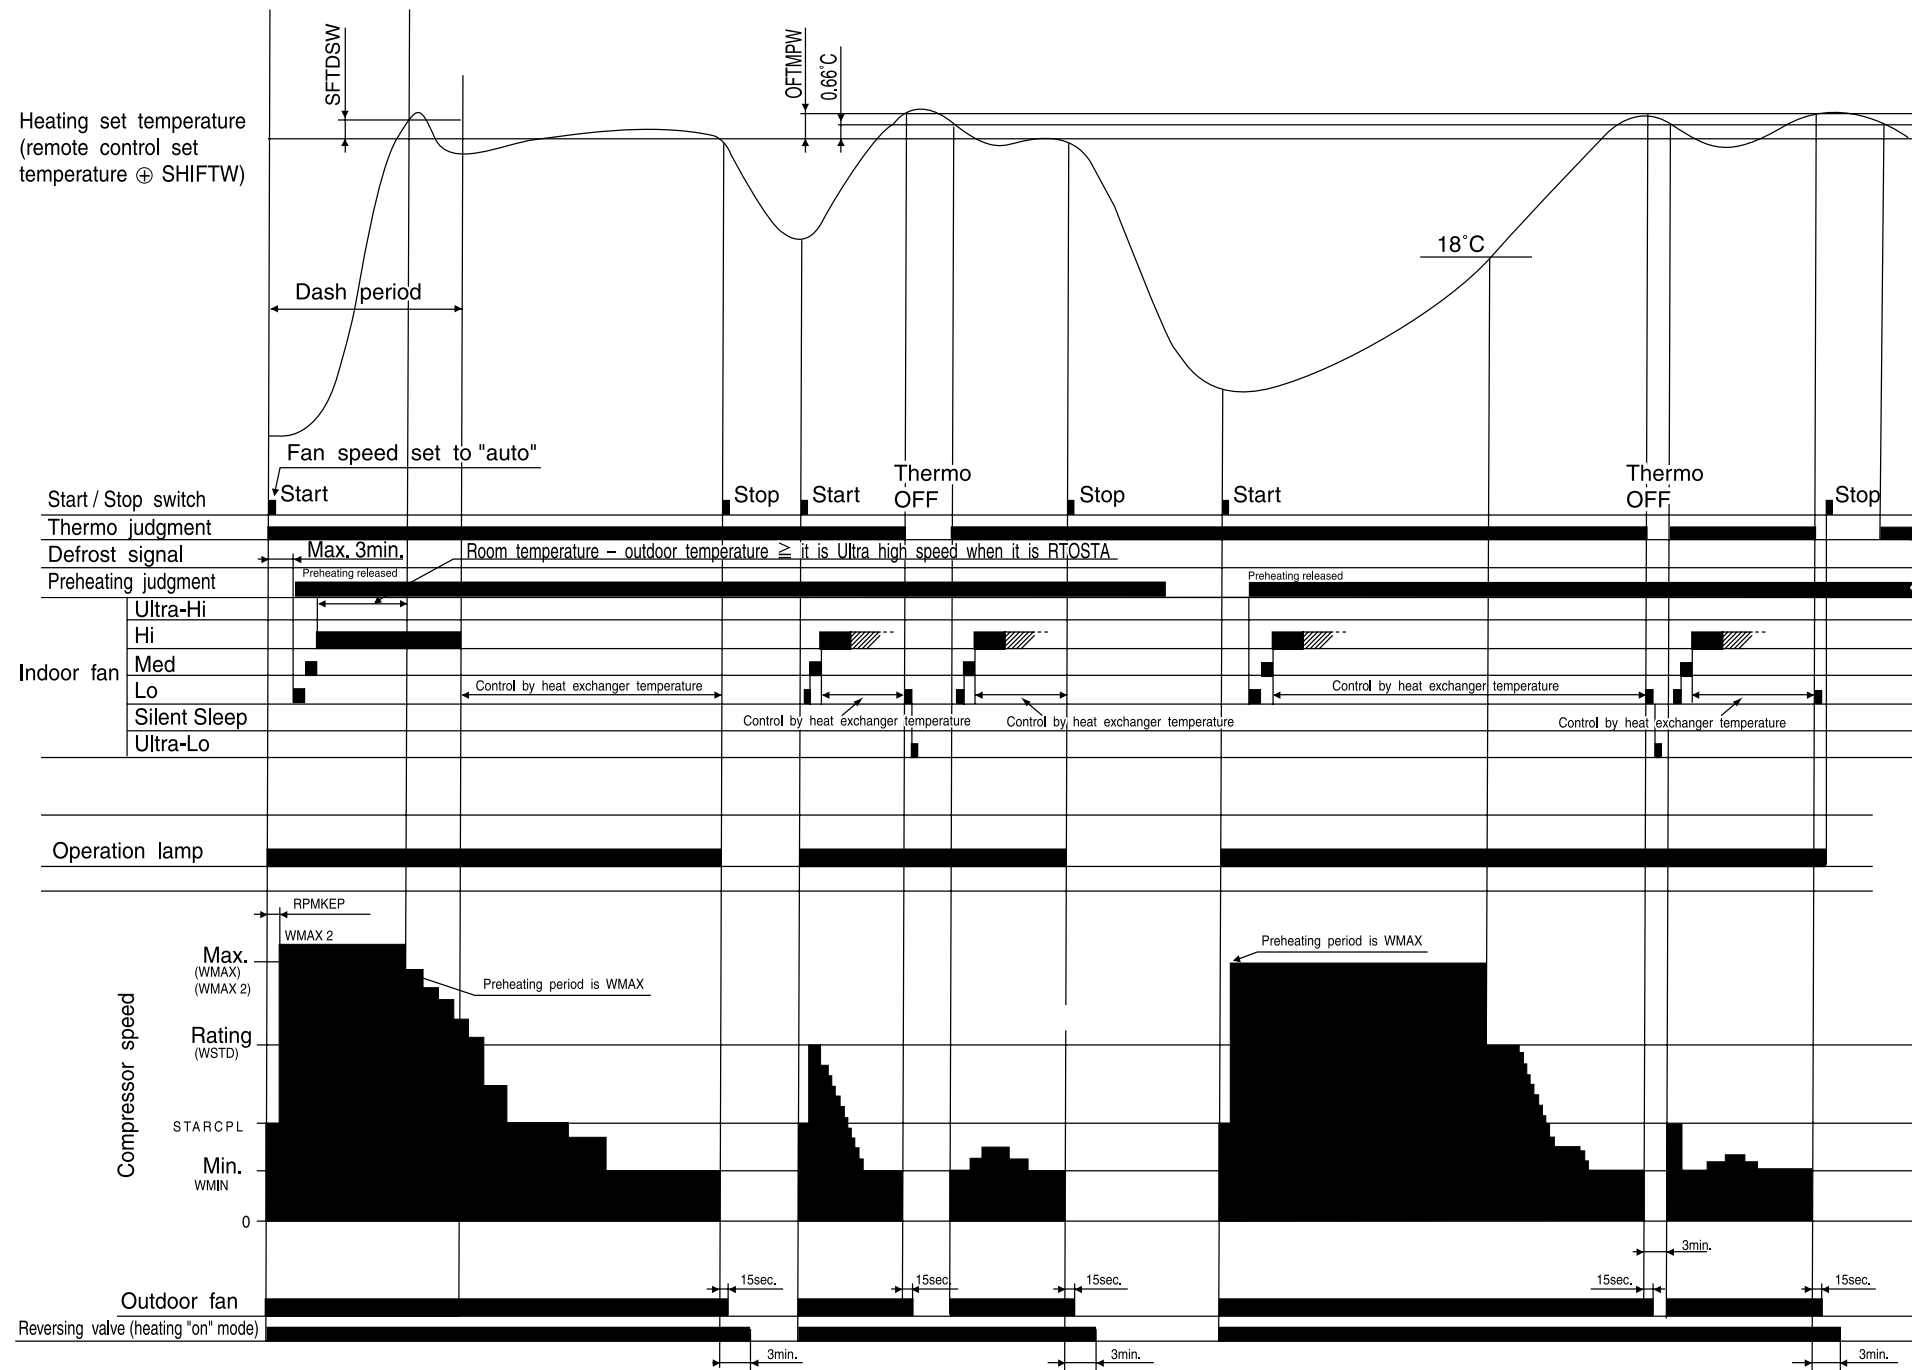 SFTDSW
OFTMPW
0.66°C
Heating set temperature
(remote control set
temperature ⊕ SHIFTW)
18°C
Dash period
Fan speed set to "auto"
Thermo
OFF
Thermo
OFF
Start / Stop switch
Start
Stop
Start
Stop
Start
Stop
Thermo judgment
Defrost signal
Max. 3min.
Room temperature – outdoor temperature ≧ it is Ultra high speed when it is RTOSTA
Preheating judgment
Preheating released
Preheating released
Indoor fan
Ultra-Hi
Hi
Med
Lo
Control by heat exchanger temperature
Control by heat exchanger temperature
Silent Sleep
Control by heat exchanger temperature
Control by heat exchanger temperature
Control by heat exchanger temperature
Ultra-Lo
Operation lamp
RPMKEP
WMAX 2
Preheating period is WMAX
Max.
(WMAX)
(WMAX 2)
Preheating period is WMAX
Compressor speed
Rating
(WSTD)
STARCPL
Min.
WMIN
0
3min.
15sec.
15sec.
15sec.
15sec.
15sec.
Outdoor fan
Reversing valve (heating "on" mode)
3min.
3min.
3min.